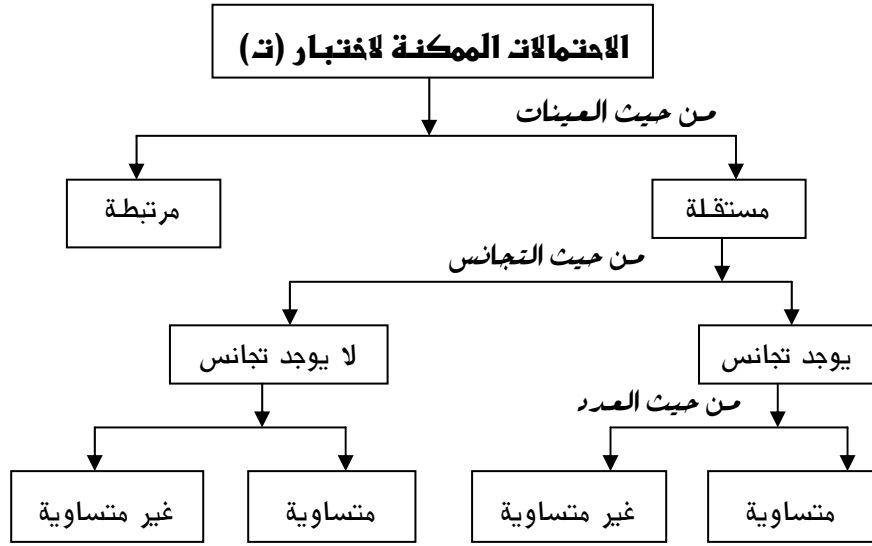 الاحتمالات الممكنة لاختبار (ت)
من حيث العينات
مستقلة
مرتبطة
من حيث التجانس
يوجد تجانس
لا يوجد تجانس
من حيث العدد
متساوية
غير متساوية
متساوية
غير متساوية